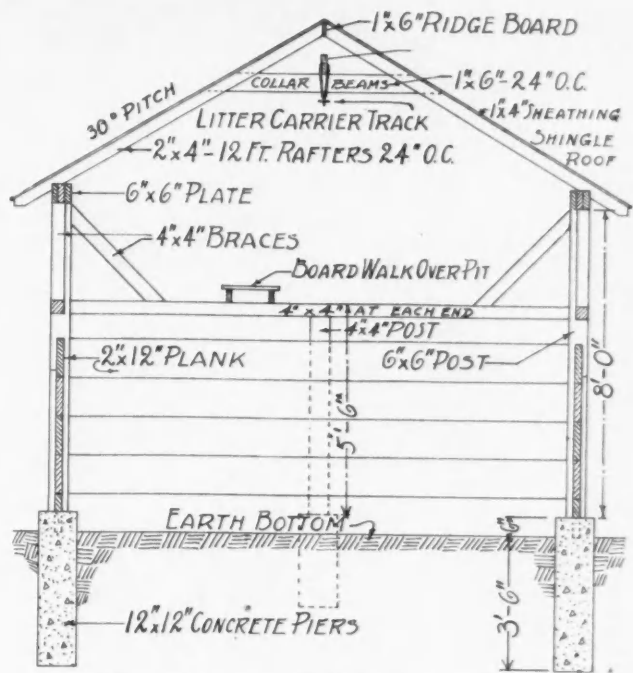 1"x6" RIDGE BOARD
COLLAR BEAMS
1"x6"-24" O.C.
30° PITCH
1"x4" SHEATHING
LITTER CARRIER TRACK
SHINGLE
ROOF
2"x4"-12 FT. RAFTERS 24" O.C.
6"x6" PLATE
4"x4" BRACES
BOARD WALK OVER PIT
4" x 4" AT EACH END
4"x4" POST
2"x12" PLANK
6"x6" POST
8'-0"
5'-6"
EARTH BOTTOM
6"
3'-6"
12"x12" CONCRETE PIERS